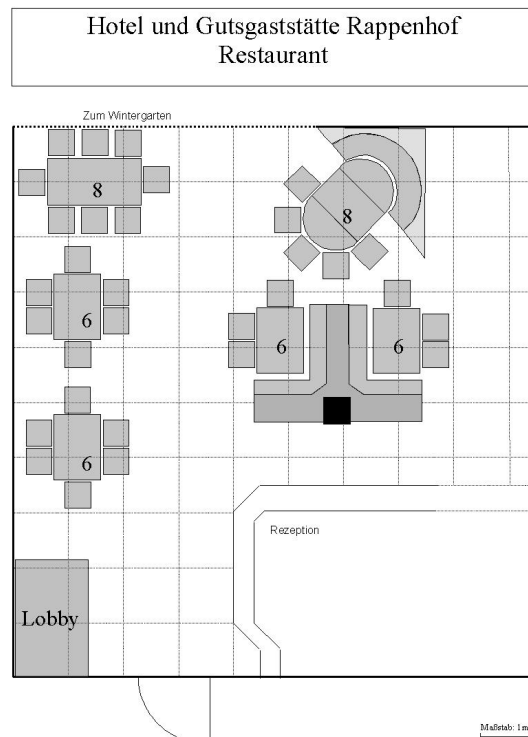 Hotel und Gutsgaststätte Rappenhof
Restaurant
Zum Wintergarten
8
8
6
6
6
6
Rezeption
Lobby
Maßstab: 1m